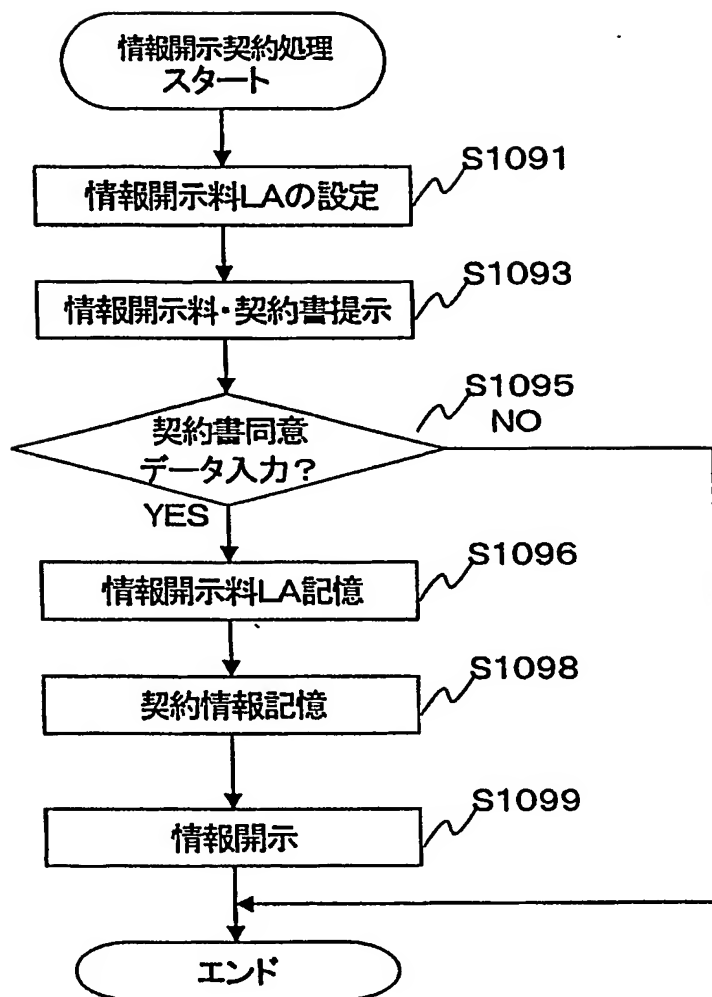 情報開示契約処理
スタート
S1091
情報開示料LAの設定
S1093
情報開示料・契約書提示
S1095
NO
契約書同意
データ入力？
YES
S1096
情報開示料LA記憶
S1098
契約情報記憶
S1099
情報開示
エンド